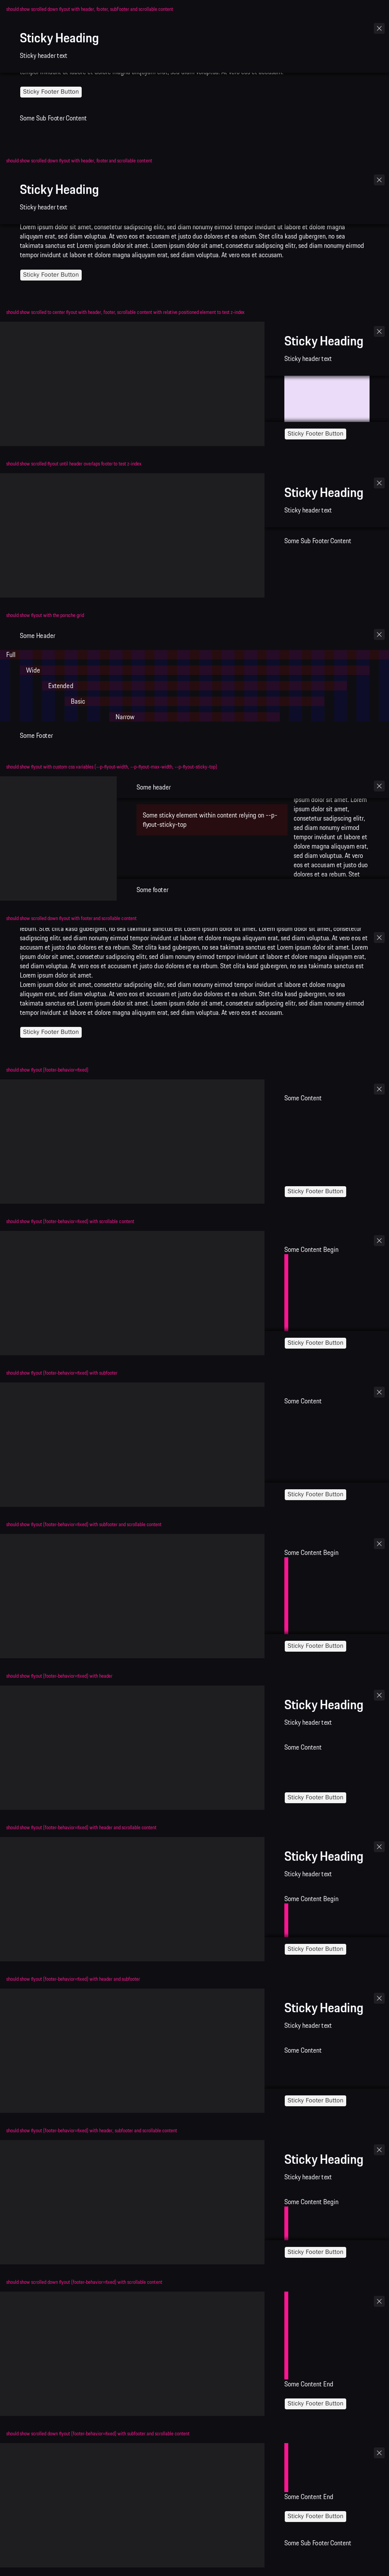 should show scrolled down flyout with header, footer, subFooter and scrollable content
Sticky Heading
Sticky header text
Sticky Footer Button
Some Sub Footer Content
should show scrolled down flyout with header, footer and scrollable content
Sticky Heading
Sticky header text
Lorem ipsum dolor sit amet, consetetur sadipscing elitr, sed diam nonumy eirmod tempor invidunt ut labore et dolore magna
aliquyam erat, sed diam voluptua. At vero eos et accusam et justo duo dolores et ea rebum. Stet clita kasd gubergren, no sea
takimata sanctus est Lorem ipsum dolor sit amet. Lorem ipsum dolor sit amet, consetetur sadipscing elitr, sed diam nonumy eirmod
tempor invidunt ut labore et dolore magna aliquyam erat, sed diam voluptua. At vero eos et accusam.
Sticky Footer Button
should show scrolled to center flyout with header, footer, scrollable content with relative positioned element to test z-index
Sticky Heading
Sticky header text
Sticky Footer Button
should show scrolled flyout until header overlaps footer to test z-index
Sticky Heading
Sticky header text
Some Sub Footer Content
should show flyout with the porsche grid
Some Header
Full
Wide
Extended
Basic
Narrow
Some Footer
should show flyout with custom css variables [--p-flyout-width, --p-flyout-max-width, --p-flyout-sticky-top]
Some header
Some sticky element within content relying on --p-
flyout-sticky-top
ipsum dolor sit amet. Lorem
ipsum dolor sit amet,
consetetur sadipscing elitr,
sed diam nonumy eirmod
tempor invidunt ut labore et
dolore magna aliquyam erat,
sed diam voluptua. At vero
eos et accusam et justo duo
dolores et ea rebum. Stet
Some footer
should show scrolled down flyout with footer and scrollable content
rebum. Stet clita kasd gubergren, no sea takimata sanctus est Lorem ipsum dolor sit amet. Lorem ipsum dolor sit amet, consetetur
sadipscing elitr, sed diam nonumy eirmod tempor invidunt ut labore et dolore magna aliquyam erat, sed diam voluptua. At vero eos et
accusam et justo duo dolores et ea rebum. Stet clita kasd gubergren, no sea takimata sanctus est Lorem ipsum dolor sit amet. Lorem
ipsum dolor sit amet, consetetur sadipscing elitr, sed diam nonumy eirmod tempor invidunt ut labore et dolore magna aliquyam erat,
sed diam voluptua. At vero eos et accusam et justo duo dolores et ea rebum. Stet clita kasd gubergren, no sea takimata sanctus est
Lorem ipsum dolor sit amet.
Lorem ipsum dolor sit amet, consetetur sadipscing elitr, sed diam nonumy eirmod tempor invidunt ut labore et dolore magna
aliquyam erat, sed diam voluptua. At vero eos et accusam et justo duo dolores et ea rebum. Stet clita kasd gubergren, no sea
takimata sanctus est Lorem ipsum dolor sit amet. Lorem ipsum dolor sit amet, consetetur sadipscing elitr, sed diam nonumy eirmod
tempor invidunt ut labore et dolore magna aliquyam erat, sed diam voluptua. At vero eos et accusam.
Sticky Footer Button
should show flyout (footer-behavior=fixed)
Some Content
Sticky Footer Button
should show flyout (footer-behavior=fixed) with scrollable content
Some Content Begin
Sticky Footer Button
should show flyout (footer-behavior=fixed) with subfooter
Some Content
Sticky Footer Button
should show flyout (footer-behavior=fixed) with subfooter and scrollable content
Some Content Begin
Sticky Footer Button
should show flyout (footer-behavior=fixed) with header
Sticky Heading
Sticky header text
Some Content
Sticky Footer Button
should show flyout (footer-behavior=fixed) with header and scrollable content
Sticky Heading
Sticky header text
Some Content Begin
Sticky Footer Button
should show flyout (footer-behavior=fixed) with header and subfooter
Sticky Heading
Sticky header text
Some Content
Sticky Footer Button
should show flyout (footer-behavior=fixed) with header, subfooter and scrollable content
Sticky Heading
Sticky header text
Some Content Begin
Sticky Footer Button
should show scrolled down flyout (footer-behavior=fixed) with scrollable content
Some Content End
Sticky Footer Button
should show scrolled down flyout (footer-behavior=fixed) with subfooter and scrollable content
Some Content End
Sticky Footer Button
Some Sub Footer Content